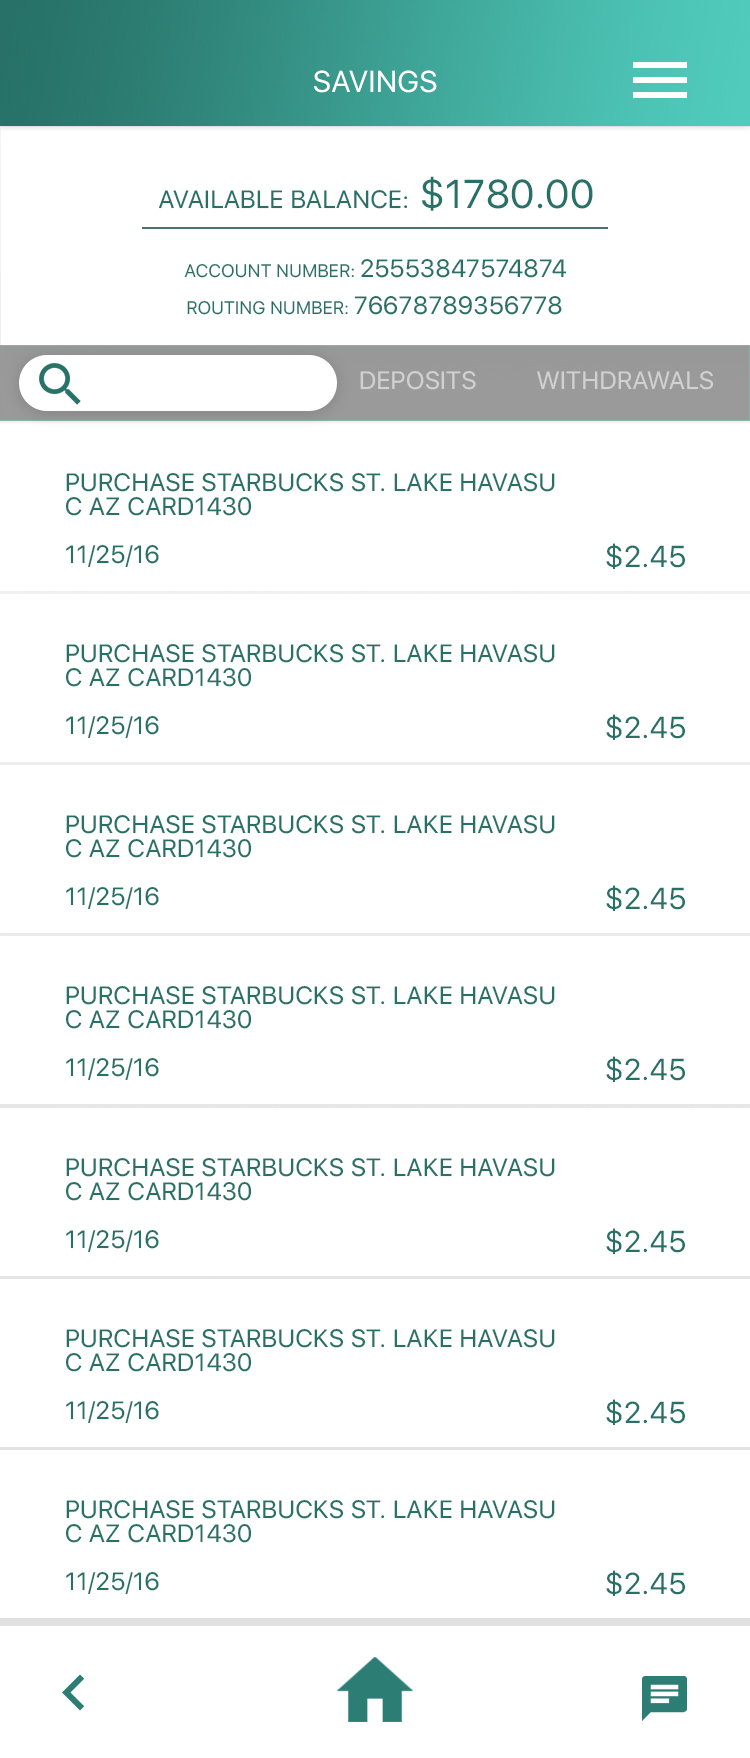 SAVINGS
AVAILABLE BALANCE: $1780.00
ACCOUNT NUMBER: 25553847574874
ROUTING NUMBER: 76678789356778
DEPOSITS WITHDRAWALS
PURCHASE STARBUCKS ST. LAKE HAVASU
C AZ CARD1430
11/25/16 $2.45
PURCHASE STARBUCKS ST. LAKE HAVASU
C AZ CARD1430
11/25/16 $2.45
PURCHASE STARBUCKS ST. LAKE HAVASU
C AZ CARD1430
11/25/16 $2.45
PURCHASE STARBUCKS ST. LAKE HAVASU
C AZ CARD1430
11/25/16 $2.45
PURCHASE STARBUCKS ST. LAKE HAVASU
C AZ CARD1430
11/25/16 $2.45
PURCHASE STARBUCKS ST. LAKE HAVASU
C AZ CARD1430
11/25/16 $2.45
PURCHASE STARBUCKS ST. LAKE HAVASU
C AZ CARD1430
11/25/16 $2.45